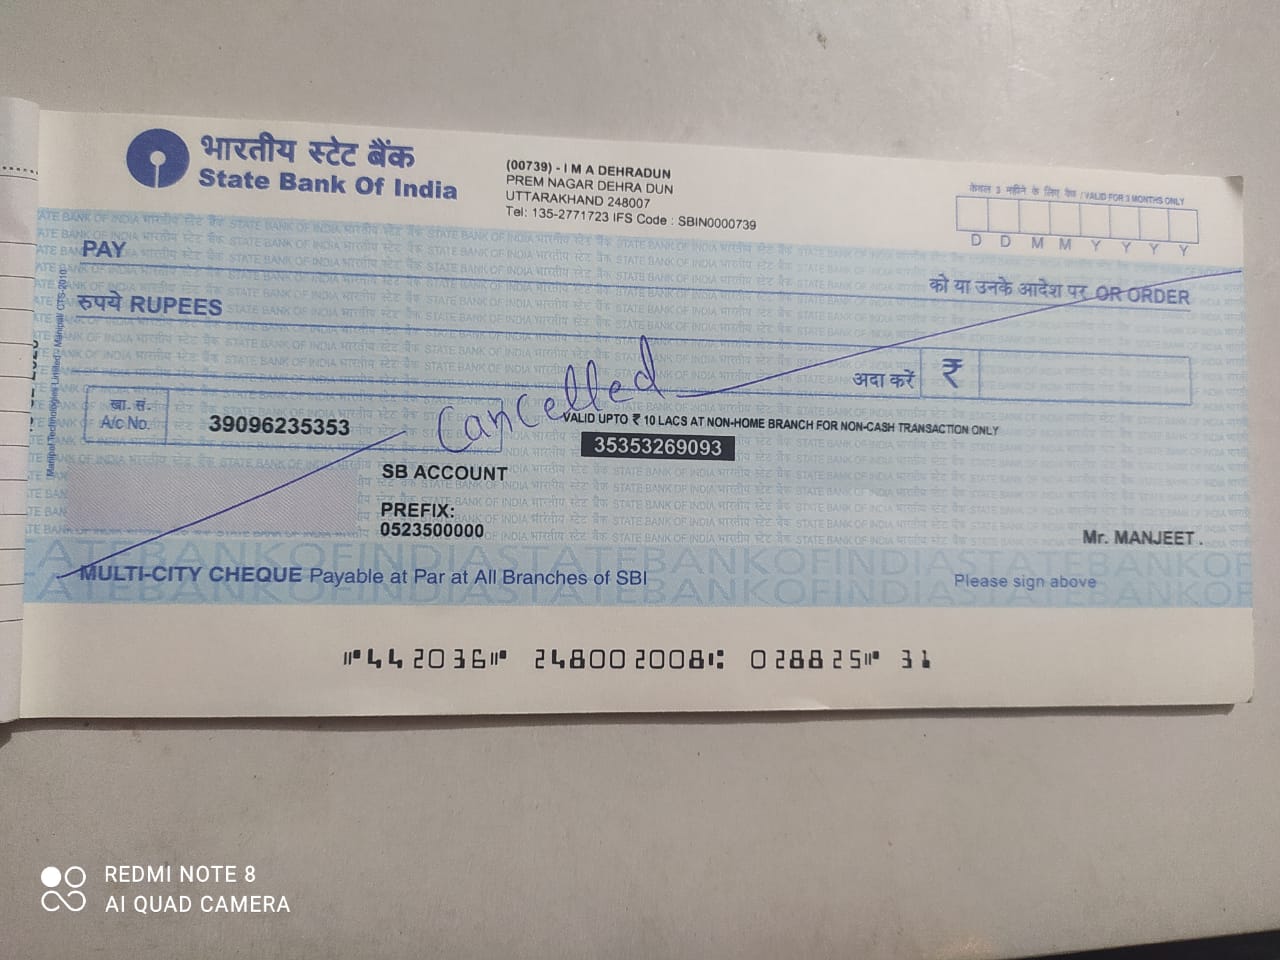 भारतीय स्टेट बैंक
State Bank Of India
(00739) - I M A DEHRADUN
PREM NAGAR DEHRA DUN
UTTARAKHAND 248007
Tel: 135-2771723 IFS Code : SBIN0000739
केवल 3 महीने के लिए वैध / VALID FOR 3 MONTHS ONLY
D D M M Y Y Y Y
PAY
को या उनके आदेश पर OR ORDER
रुपये RUPEES
अदा करें ₹
Cancelled
खा. सं.
A/c No. 39096235353
VALID UPTO ₹ 10 LACS AT NON-HOME BRANCH FOR NON-CASH TRANSACTION ONLY
35353269093
SB ACCOUNT
PREFIX:
0523500000
Mr. MANJEET .
MULTI-CITY CHEQUE Payable at Par at All Branches of SBI
Please sign above
⑈442036⑈ 248002008⑆ 028825⑈ 31
REDMI NOTE 8
AI QUAD CAMERA